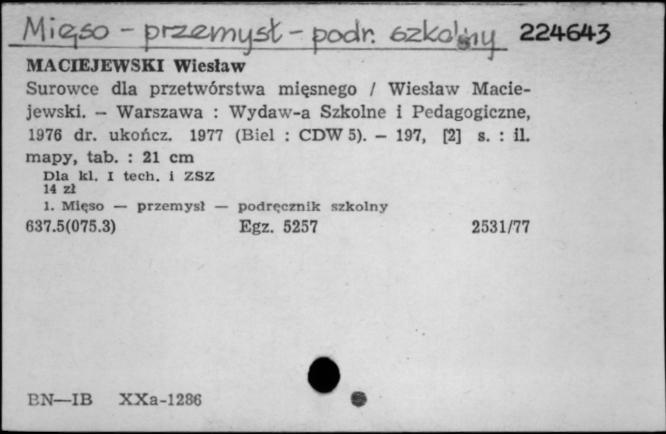 Mięso – przemysł – podr. szkolny 224643
MACIEJEWSKI Wiesław
Surowce dla przetwórstwa mięsnego / Wiesław Macie-
jewski. – Warszawa : Wydaw-a Szkolne i Pedagogiczne,
1976 dr. ukończ. 1977 (Biel : CDW 5). – 197, [2] s. : il.
mapy, tab. : 21 cm
Dla kl. I tech. i ZSZ
14 zł
1. Mięso — przemysł — podręcznik szkolny
637.5(075.3) Egz. 5257 2531/77
BN—IB XXa-1286